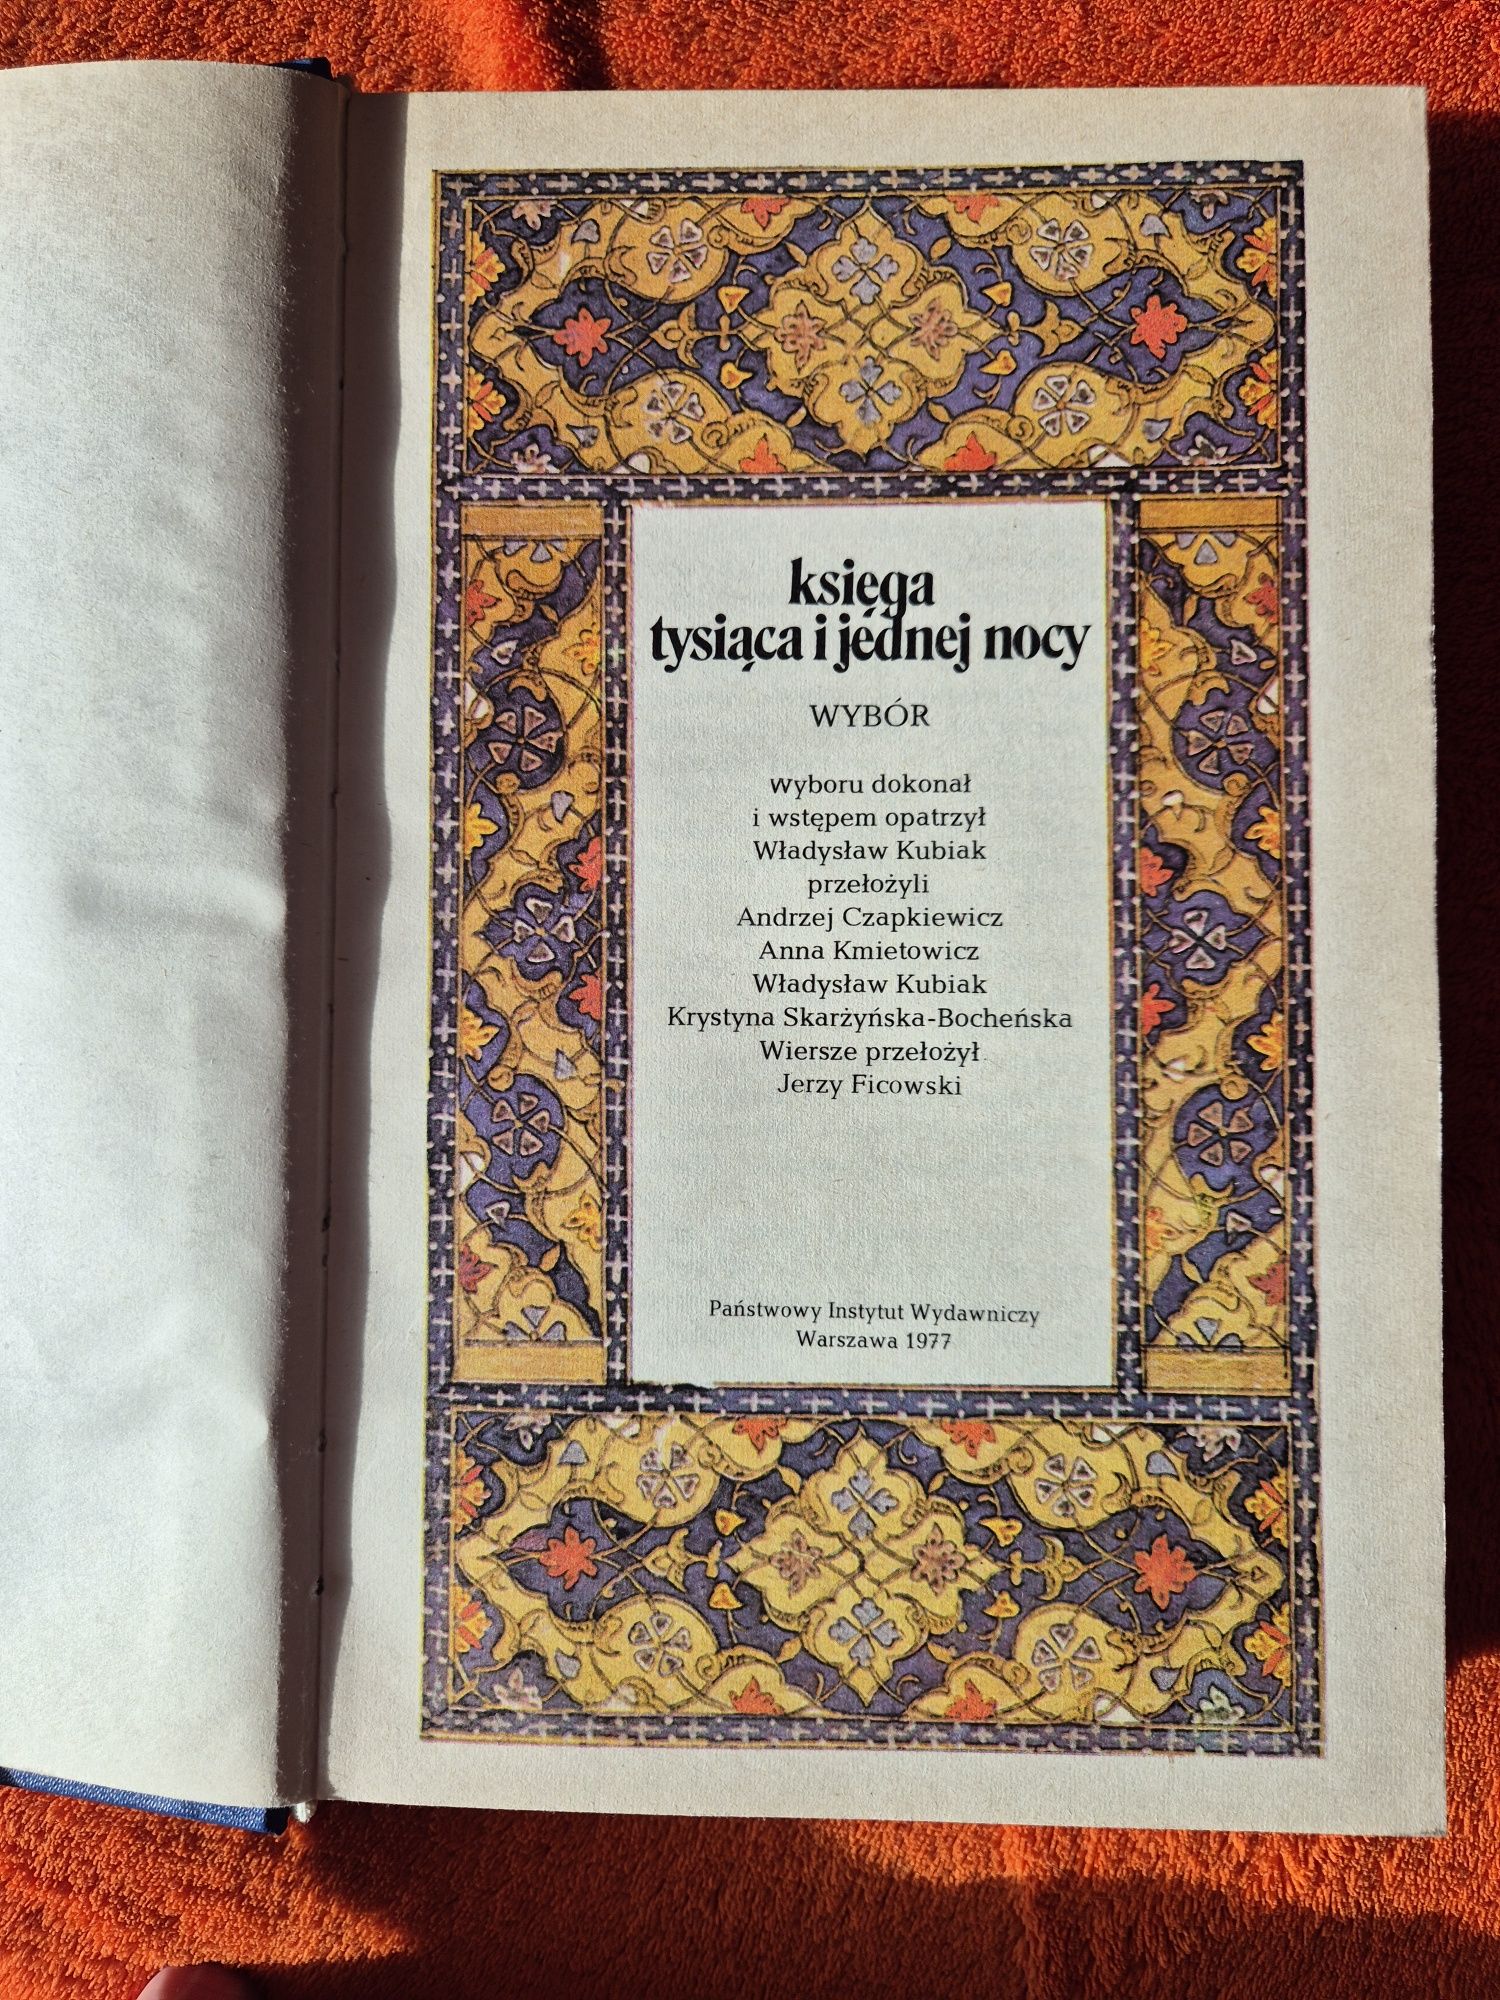 księga
tysiąca i jednej nocy
WYBÓR
wyboru dokonał
i wstępem opatrzył
Władysław Kubiak
przełożyli
Andrzej Czapkiewicz
Anna Kmietowicz
Władysław Kubiak
Krystyna Skarżyńska-Bocheńska
Wiersze przełożył
Jerzy Ficowski
Państwowy Instytut Wydawniczy
Warszawa 1977